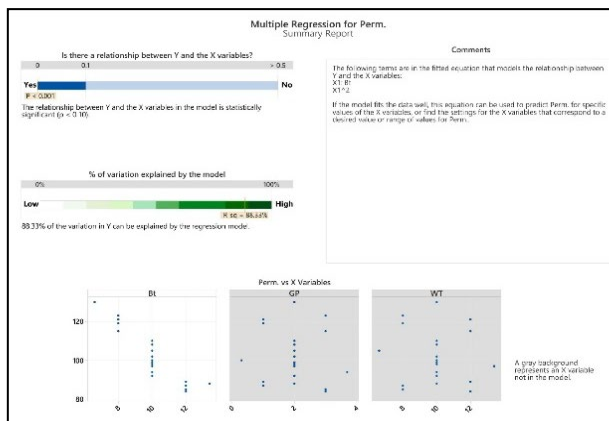 Multiple Regression for Perm.
Summary Report
Is there a relationship between Y and the X variables?
0 0.1 > 0.5
Yes No
P < 0.001
The relationship between Y and the X variables in the model is statistically
significant (p < 0.10).
% of variation explained by the model
0% 100%
Low High
R-sq = 88.33%
88.33% of the variation in Y can be explained by the regression model.
Comments
The following terms are in the fitted equation that models the relationship between
Y and the X variables:
X1: Bt
X1^2
If the model fits the data well, this equation can be used to predict Perm. for specific
values of the X variables, or find the settings for the X variables that correspond to a
desired value or range of values for Perm.
Perm. vs X Variables
Bt GP WT
120
100
80
8 10 12 0 2 4 8 10 12
A gray background
represents an X variable
not in the model.